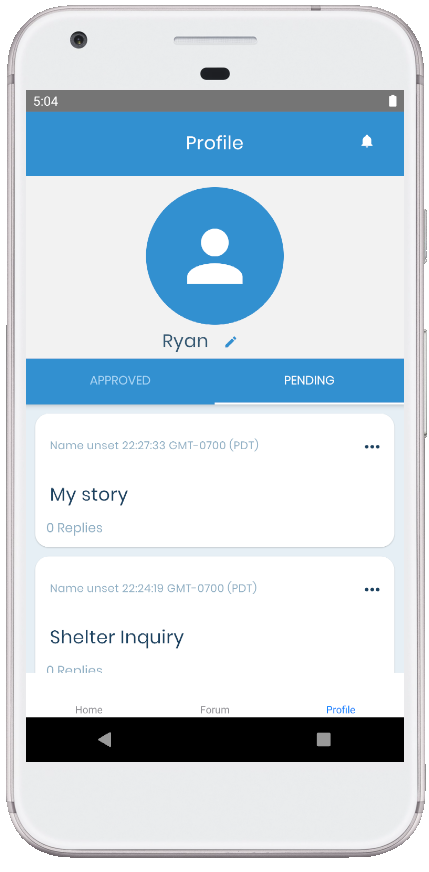 5:04
Profile
Ryan
APPROVED PENDING
Name unset 22:27:33 GMT-0700 (PDT)
My story
0 Replies
Name unset 22:24:19 GMT-0700 (PDT)
Shelter Inquiry
0 Replies
Home Forum Profile